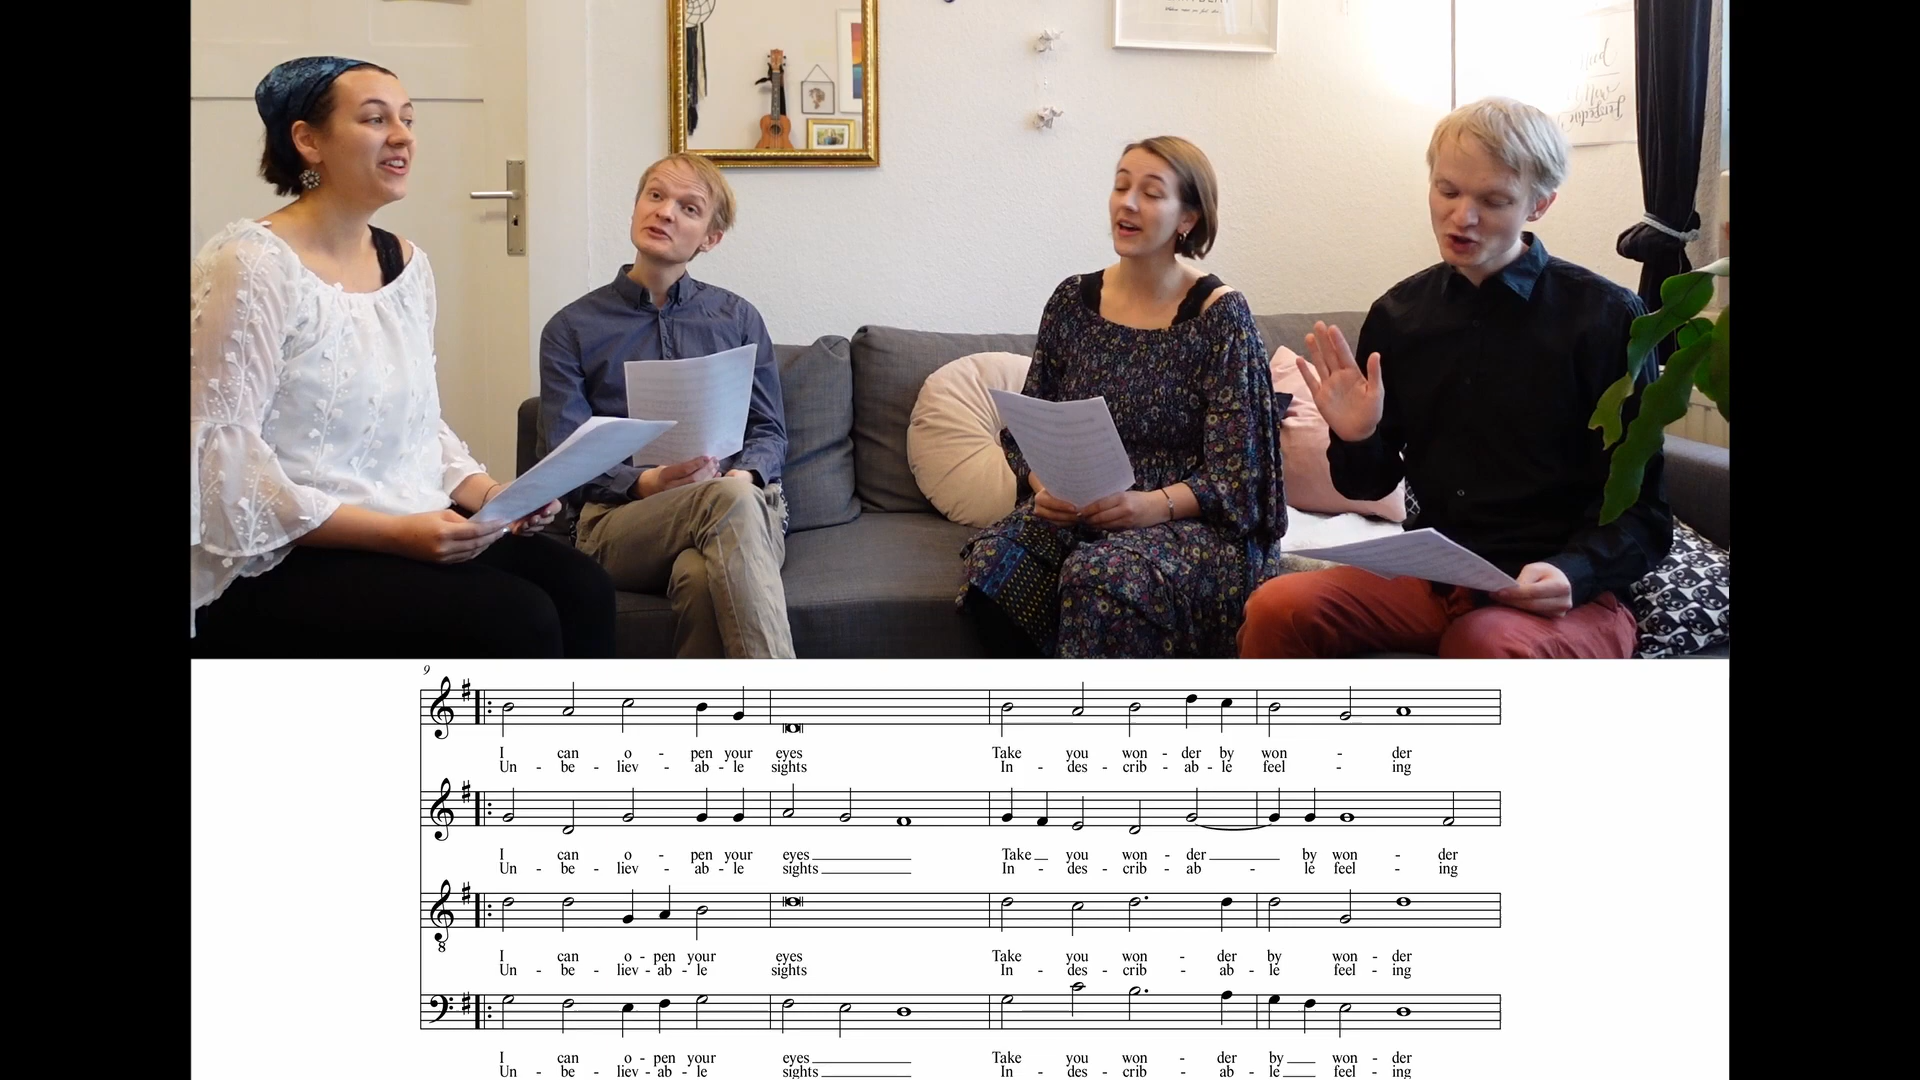 9
I can o - pen your eyes Take you won - der by won - der
Un - be - liev - ab - le sights In - des - crib - ab - le feel - ing
I can o - pen your eyes Take you won - der by won - der
Un - be - liev - ab - le sights In - des - crib - ab - le feel - ing
8
I can o - pen your eyes Take you won - der by won - der
Un - be - liev - ab - le sights In - des - crib - ab - le feel - ing
I can o - pen your eyes Take you won - der by won - der
Un - be - liev - ab - le sights In - des - crib - ab - le feel - ing